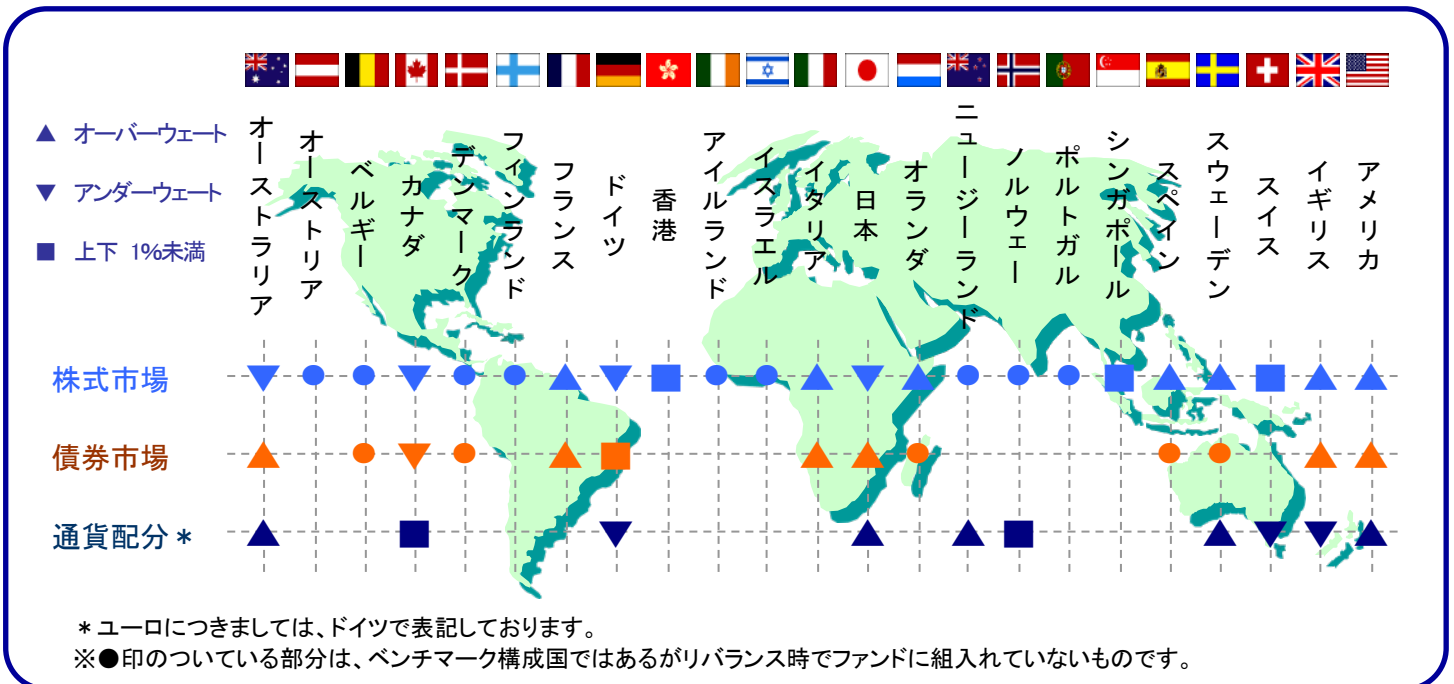 ▲ オーバーウェート
▼ アンダーウェート
■ 上下 1%未満
オーストラリア
オーストリア
ベルギー
カナダ
デンマーク
フィンランド
フランス
ドイツ
香港
アイルランド
イスラエル
イタリア
日本
オランダ
ニュージーランド
ノルウェー
ポルトガル
シンガポール
スペイン
スウェーデン
スイス
イギリス
アメリカ
株式市場
債券市場
通貨配分＊
＊ユーロにつきましては、ドイツで表記しております。
※●印のついている部分は、ベンチマーク構成国ではあるがリバランス時でファンドに組入れていないものです。